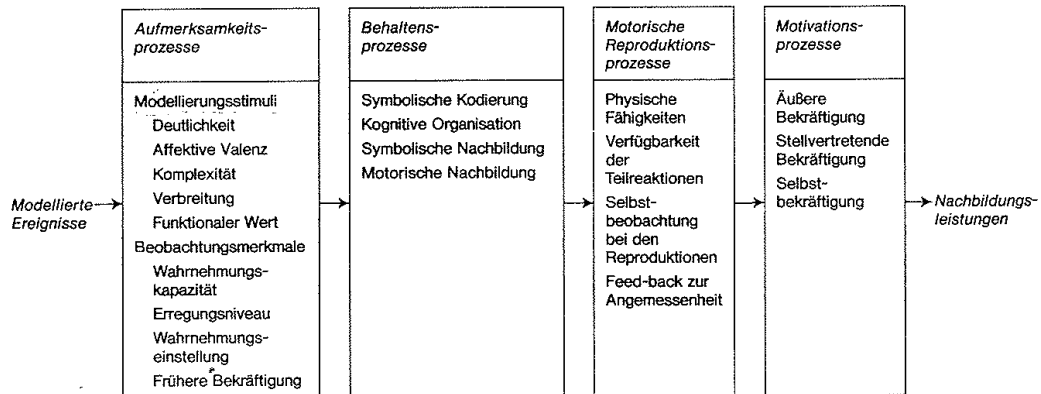 Aufmerksamkeits-
prozesse
Behaltens-
prozesse
Motorische
Reproduktions-
prozesse
Motivations-
prozesse
Modellierte
Ereignisse
Modellierungsstimuli
Deutlichkeit
Affektive Valenz
Komplexität
Verbreitung
Funktionaler Wert
Beobachtungsmerkmale
Wahrnehmungs-
kapazität
Erregungsniveau
Wahrnehmungs-
einstellung
Frühere Bekräftigung
Symbolische Kodierung
Kognitive Organisation
Symbolische Nachbildung
Motorische Nachbildung
Physische
Fähigkeiten
Verfügbarkeit
der
Teilreaktionen
Selbst-
beobachtung
bei den
Reproduktionen
Feed-back zur
Angemessenheit
Äußere
Bekräftigung
Stellvertretende
Bekräftigung
Selbst-
bekräftigung
Nachbildungs-
leistungen